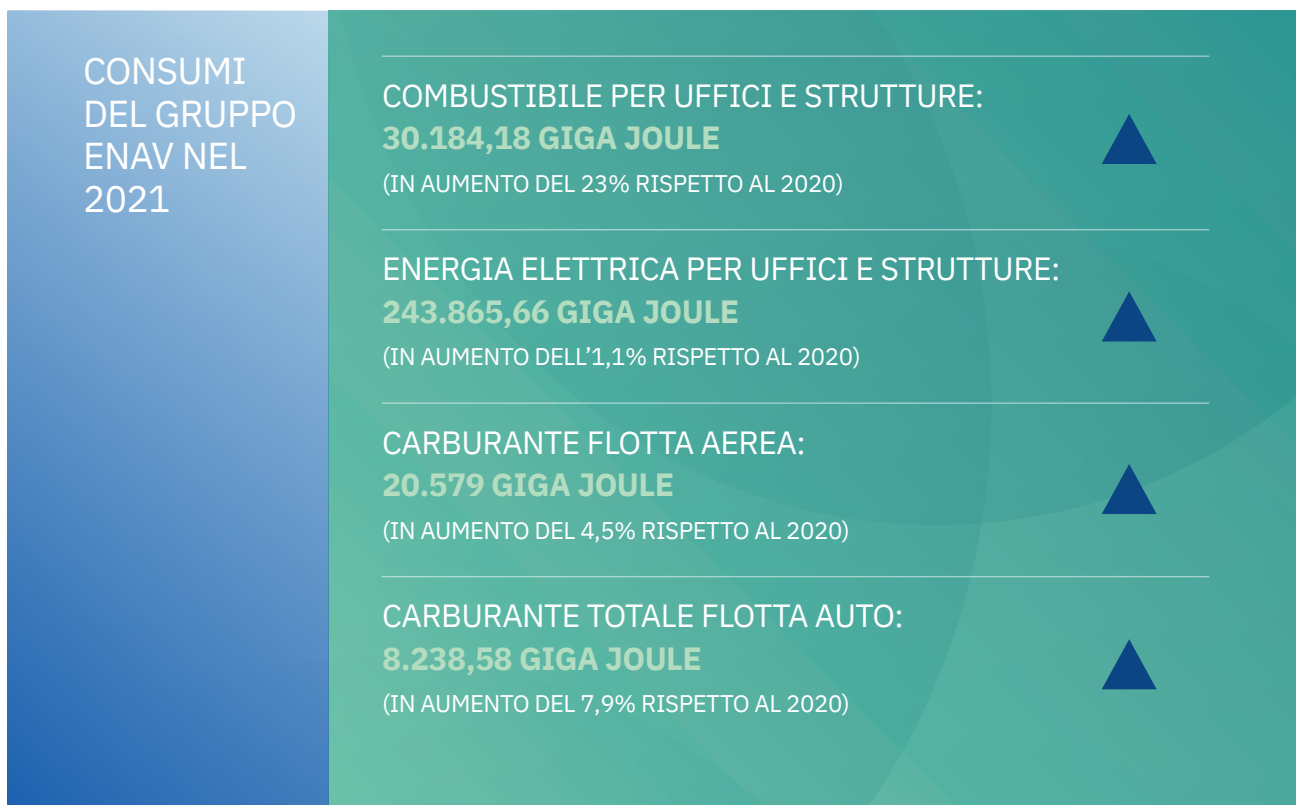 CONSUMI
DEL GRUPPO
ENAV NEL
2021
COMBUSTIBILE PER UFFICI E STRUTTURE:
30.184,18 GIGA JOULE
(IN AUMENTO DEL 23% RISPETTO AL 2020)
ENERGIA ELETTRICA PER UFFICI E STRUTTURE:
243.865,66 GIGA JOULE
(IN AUMENTO DELL’1,1% RISPETTO AL 2020)
CARBURANTE FLOTTA AEREA:
20.579 GIGA JOULE
(IN AUMENTO DEL 4,5% RISPETTO AL 2020)
CARBURANTE TOTALE FLOTTA AUTO:
8.238,58 GIGA JOULE
(IN AUMENTO DEL 7,9% RISPETTO AL 2020)